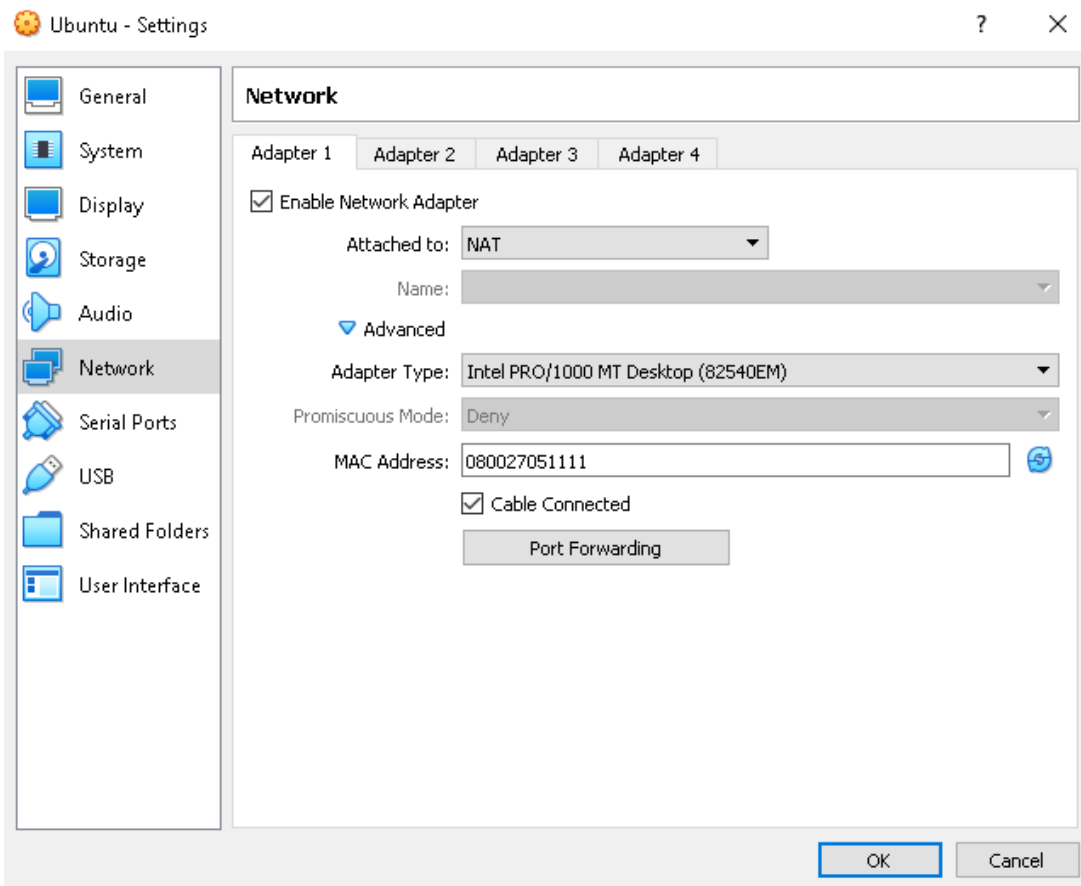 Ubuntu - Settings
?
General
System
Display
Storage
Audio
Network
Serial Ports
USB
Shared Folders
User Interface
Network
Adapter 1 Adapter 2 Adapter 3 Adapter 4
Enable Network Adapter
Attached to: NAT
Name:
Advanced
Adapter Type: Intel PRO/1000 MT Desktop (82540EM)
Promiscuous Mode: Deny
MAC Address: 080027051111
Cable Connected
Port Forwarding
OK Cancel